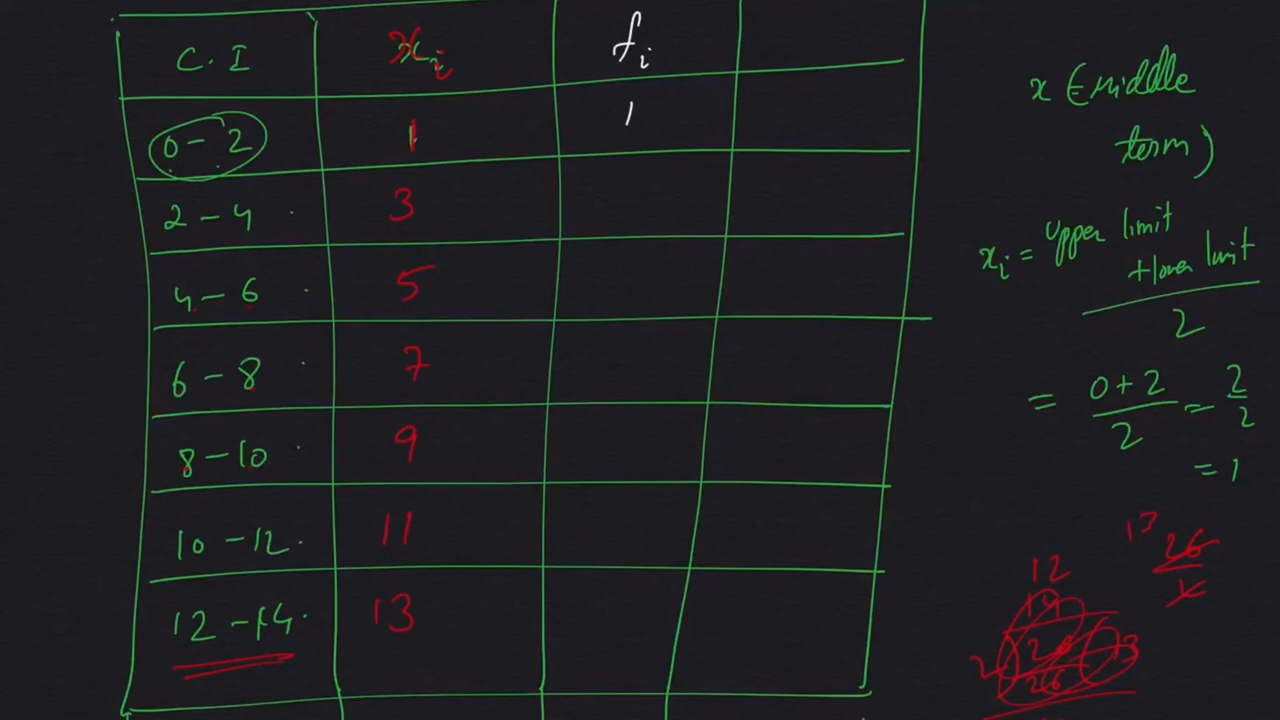 C.I xi fi
0-2 1 1
2-4 3
4-6 5
6-8 7
8-10 9
10-12 11
12-14 13
x (middle
term)
xi = upper limit
+lower limit
2
= 0+2 = 2
2 2
= 1
13 26
12